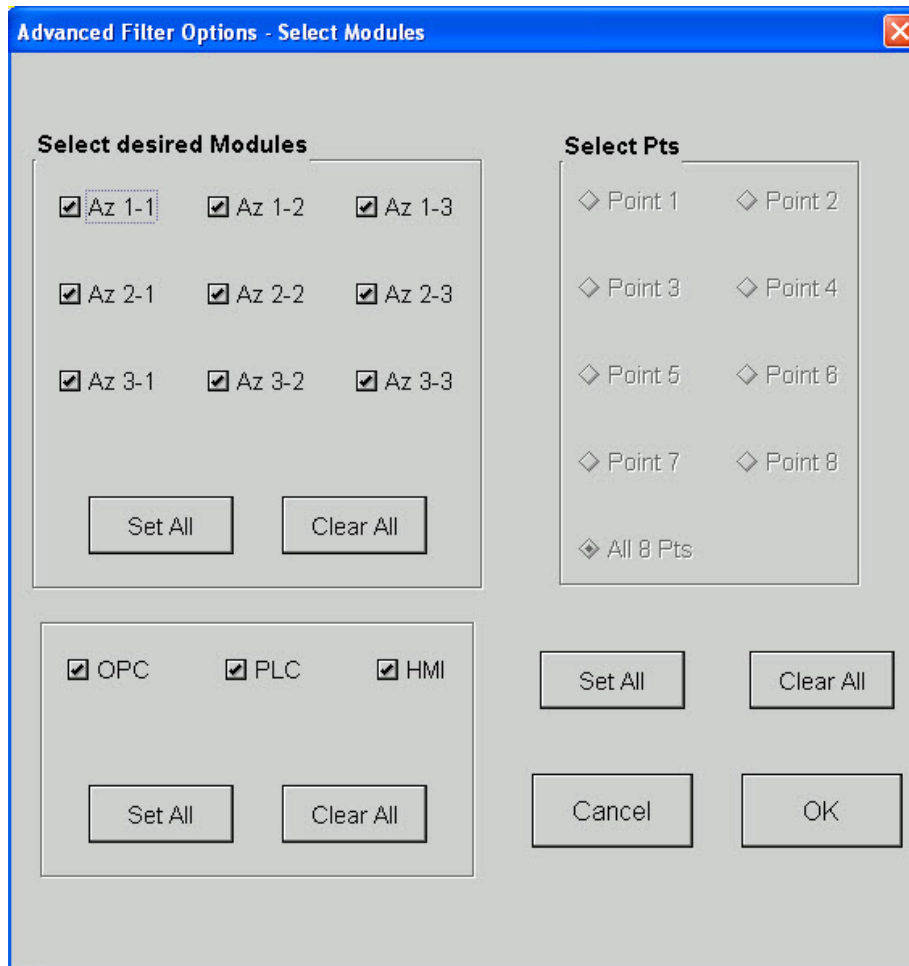 Advanced Filter Options - Select Modules
Select desired Modules
Az 1-1 Az 1-2 Az 1-3
Az 2-1 Az 2-2 Az 2-3
Az 3-1 Az 3-2 Az 3-3
Set All Clear All
Select Pts
Point 1 Point 2
Point 3 Point 4
Point 5 Point 6
Point 7 Point 8
All 8 Pts
OPC PLC HMI
Set All Clear All
Set All Clear All
Cancel OK